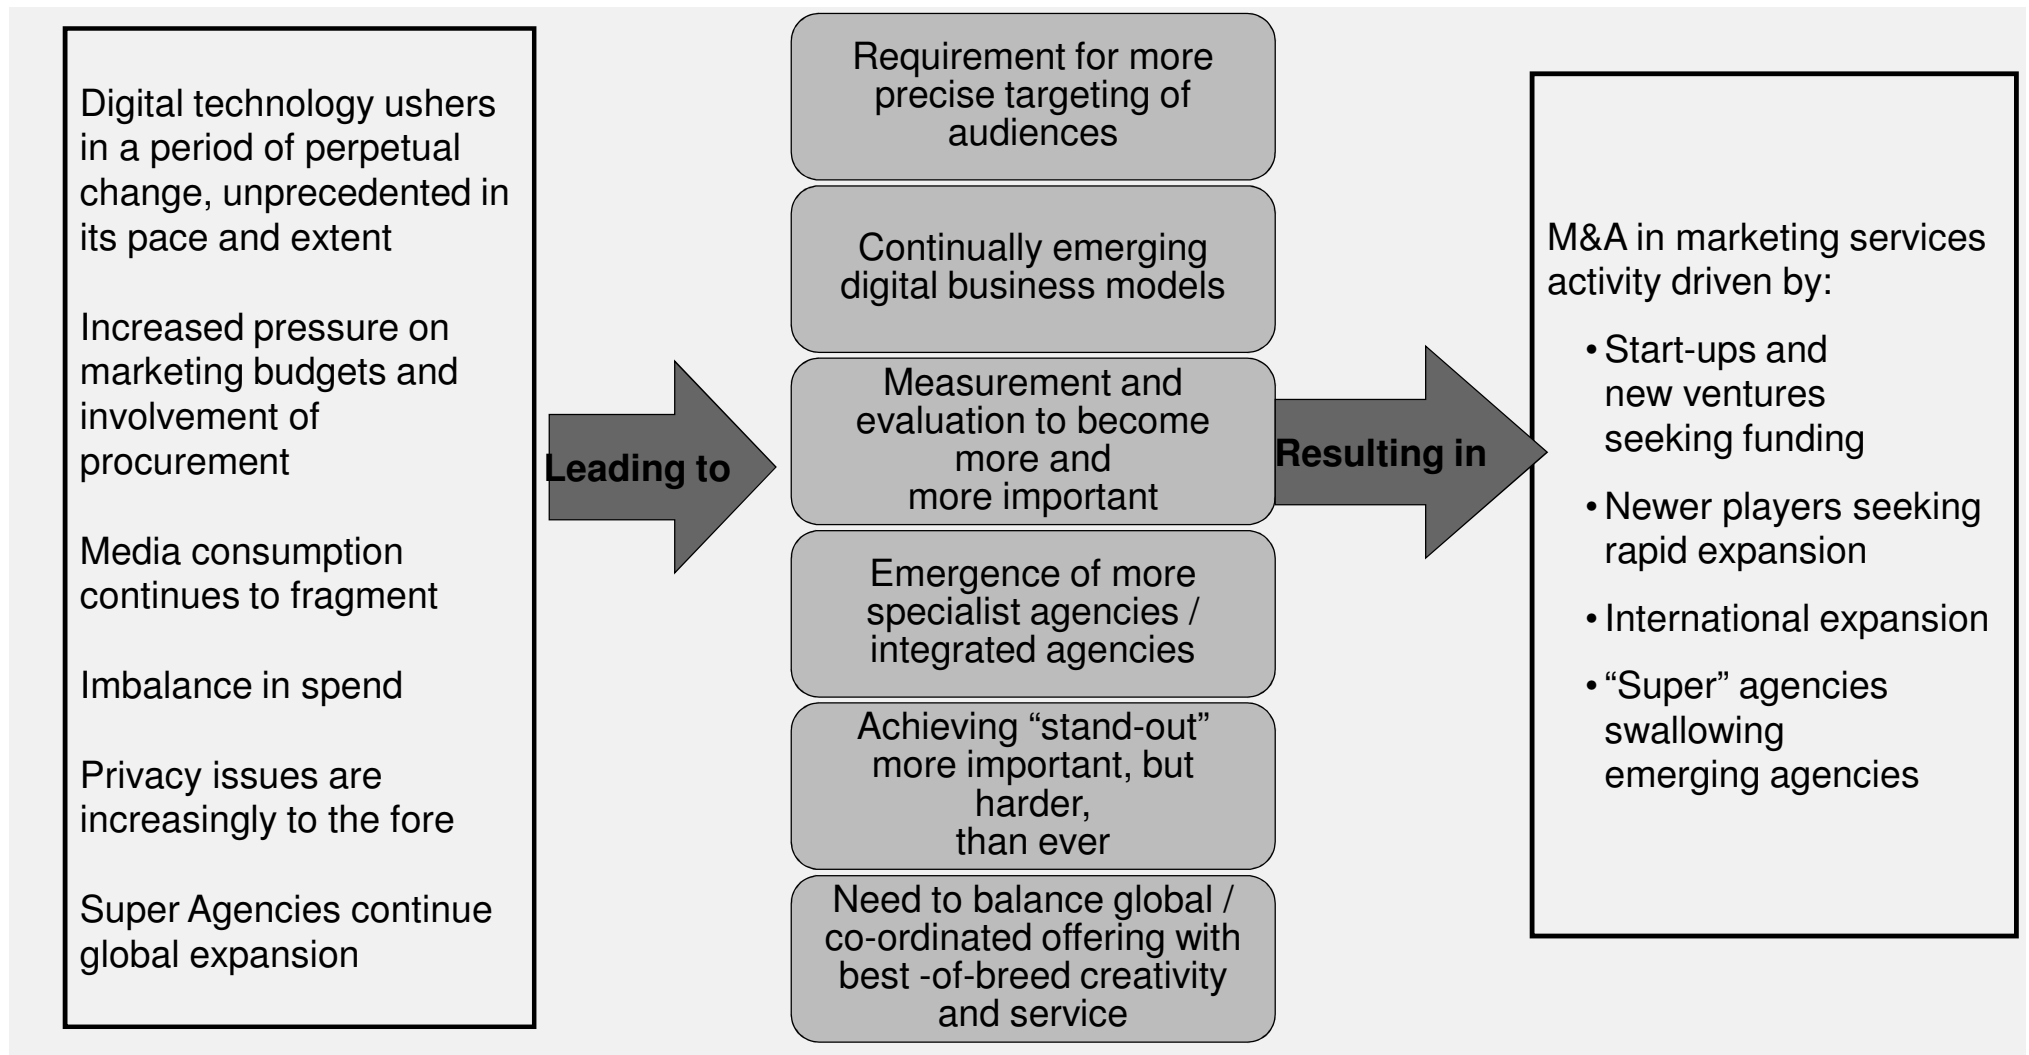 Digital technology ushers
in a period of perpetual
change, unprecedented in
its pace and extent
Increased pressure on
marketing budgets and
involvement of
procurement
Media consumption
continues to fragment
Imbalance in spend
Privacy issues are
increasingly to the fore
Super Agencies continue
global expansion
Leading to
Requirement for more
precise targeting of
audiences
Continually emerging
digital business models
Measurement and
evaluation to become
more and
more important
Emergence of more
specialist agencies /
integrated agencies
Achieving “stand-out”
more important, but
harder,
than ever
Need to balance global /
co-ordinated offering with
best -of-breed creativity
and service
Resulting in
M&A in marketing services
activity driven by:
• Start-ups and
new ventures
seeking funding
• Newer players seeking
rapid expansion
• International expansion
• “Super” agencies
swallowing
emerging agencies